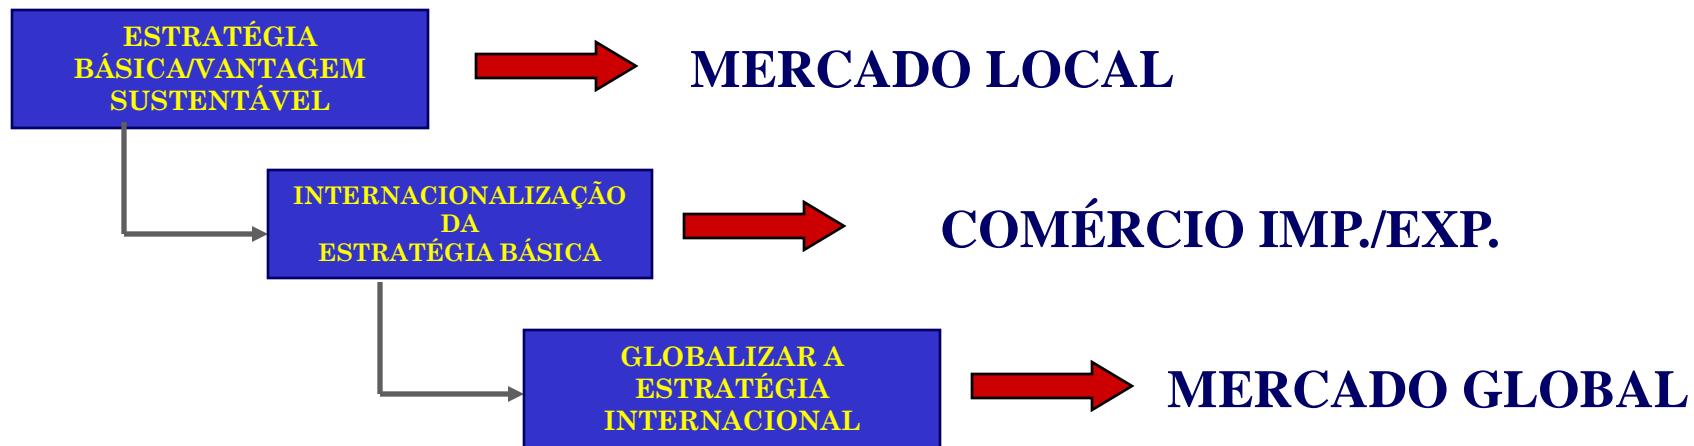 ESTRATÉGIA
BÁSICA/VANTAGEM
SUSTENTÁVEL
MERCADO LOCAL
INTERNACIONALIZAÇÃO
DA
ESTRATÉGIA BÁSICA
COMÉRCIO IMP./EXP.
GLOBALIZAR A
ESTRATÉGIA
INTERNACIONAL
MERCADO GLOBAL